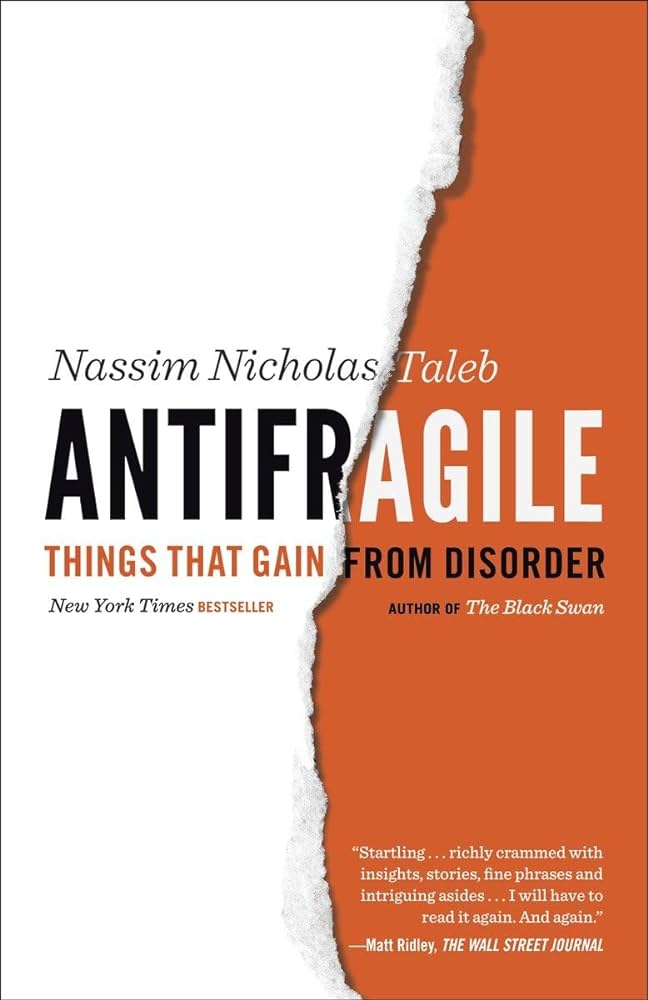 Nassim Nicholas Taleb
ANTIFRAGILE
THINGS THAT GAIN FROM DISORDER
New York Times BESTSELLER
AUTHOR OF The Black Swan
“Startling . . . richly crammed with
insights, stories, fine phrases and
intriguing asides . . . I will have to
read it again. And again.”
—Matt Ridley, THE WALL STREET JOURNAL